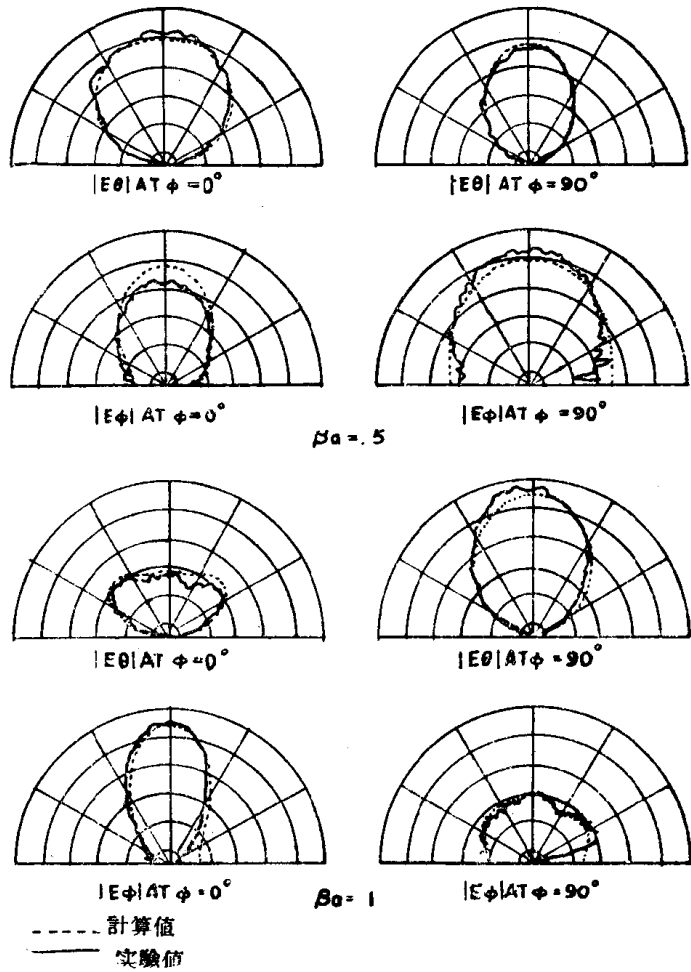 |Eθ| AT φ=0°
|Eθ| AT φ=90°
|Eφ| AT φ=0°
|Eφ| AT φ=90°
βa=.5
|Eθ| AT φ=0°
|Eθ| AT φ=90°
|Eφ| AT φ=0°
|Eφ| AT φ=90°
βa=1
計算値
実験値